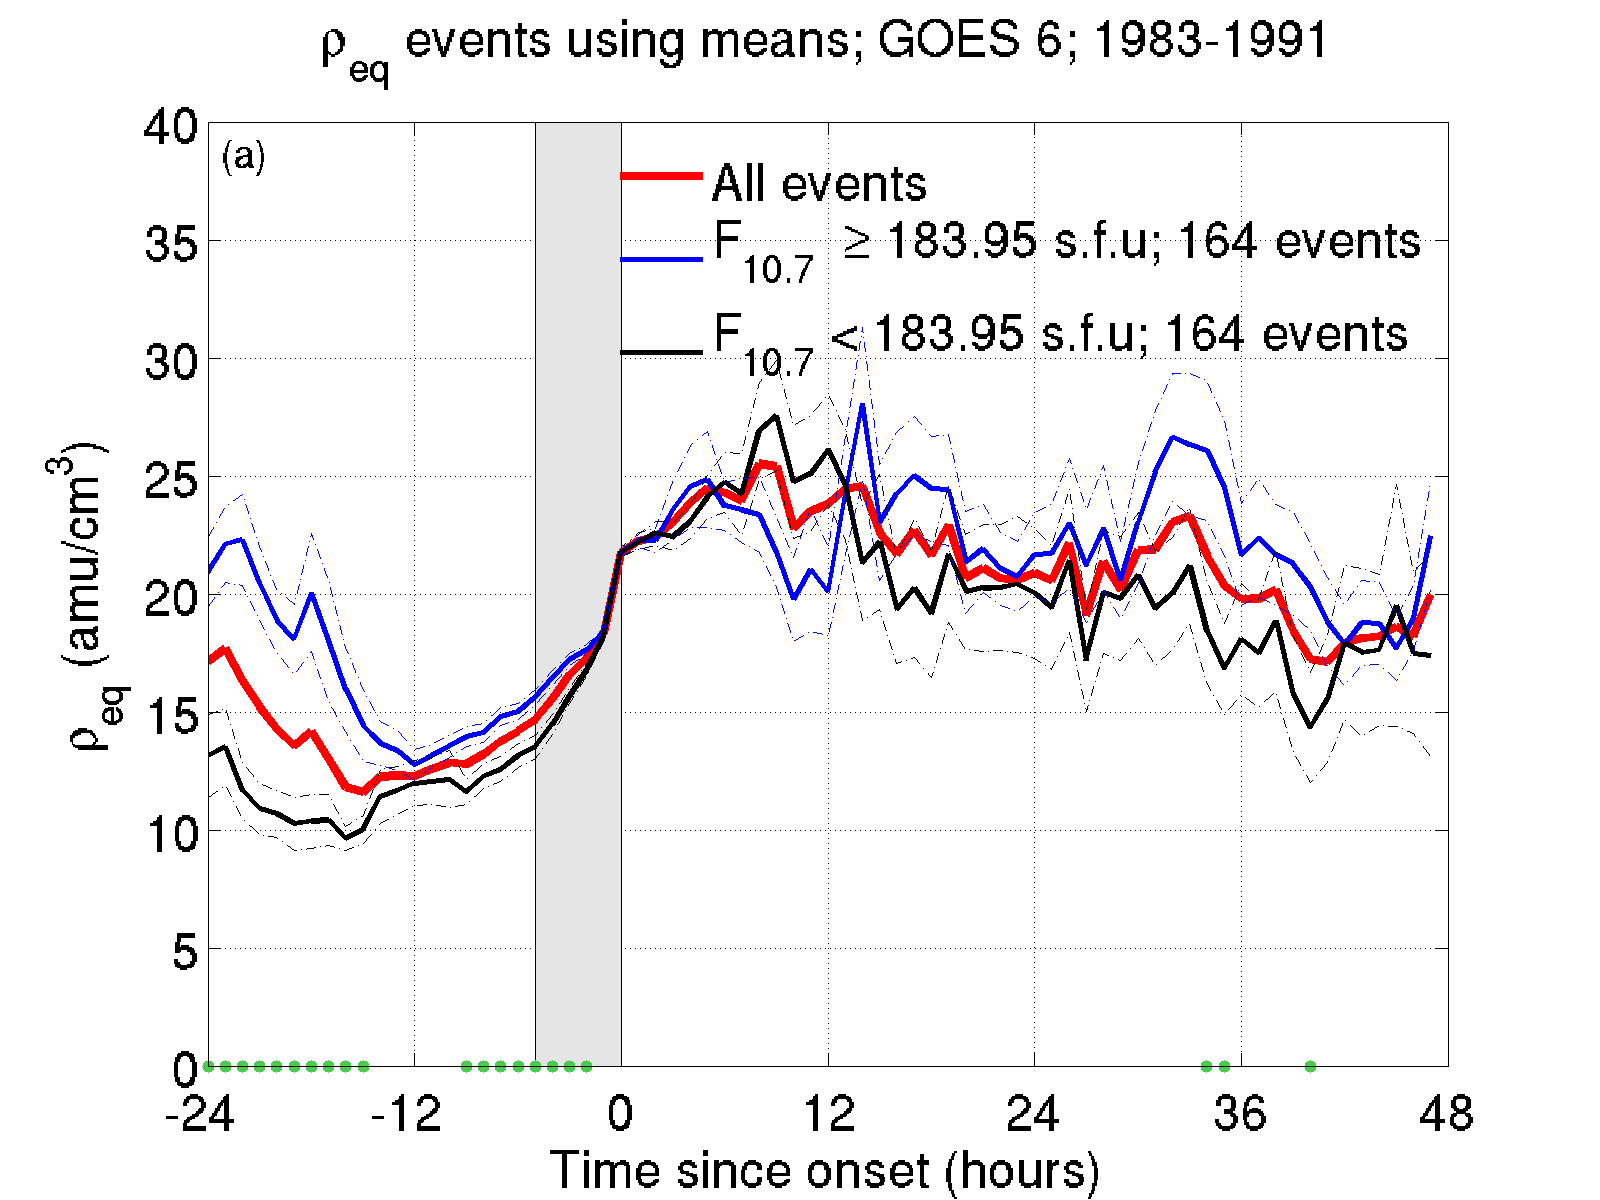 ρeq events using means; GOES 6; 1983-1991
(a)
All events
F10.7 ≥ 183.95 s.f.u; 164 events
F10.7 < 183.95 s.f.u; 164 events
ρeq (amu/cm3)
40
35
30
25
20
15
10
5
0
-24 -12 0 12 24 36 48
Time since onset (hours)